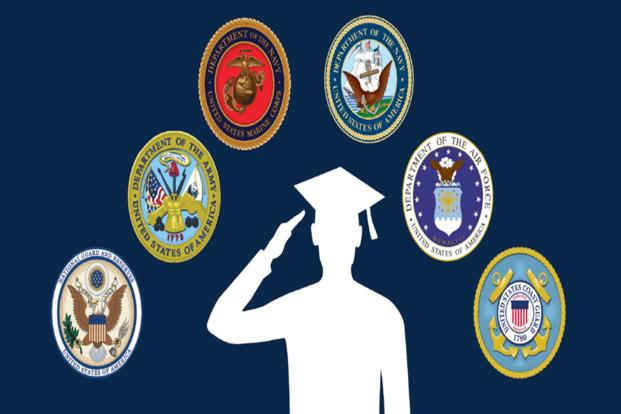 DEPARTMENT OF THE NAVY
UNITED STATES MARINE CORPS
DEPARTMENT OF THE NAVY
UNITED STATES OF AMERICA
DEPARTMENT OF THE ARMY
UNITED STATES OF AMERICA
1775
DEPARTMENT OF THE AIR FORCE
UNITED STATES OF AMERICA
NATIONAL GUARD AND RESERVES
UNITED STATES OF AMERICA
UNITED STATES COAST GUARD
1790